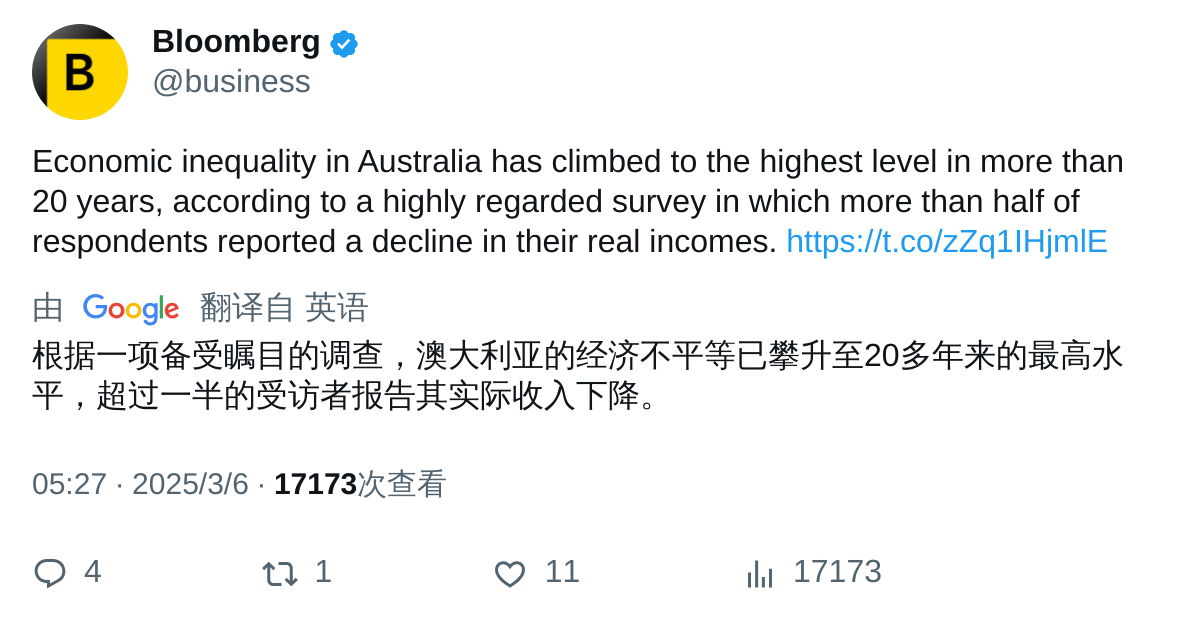 B
Bloomberg
@business
Economic inequality in Australia has climbed to the highest level in more than
20 years, according to a highly regarded survey in which more than half of
respondents reported a decline in their real incomes. https://t.co/zZq1IHjmlE
由 Google 翻译自 英语
根据一项备受瞩目的调查，澳大利亚的经济不平等已攀升至20多年来的最高水
平，超过一半的受访者报告其实际收入下降。
05:27 · 2025/3/6 · 17173次查看
4 1 11 17173